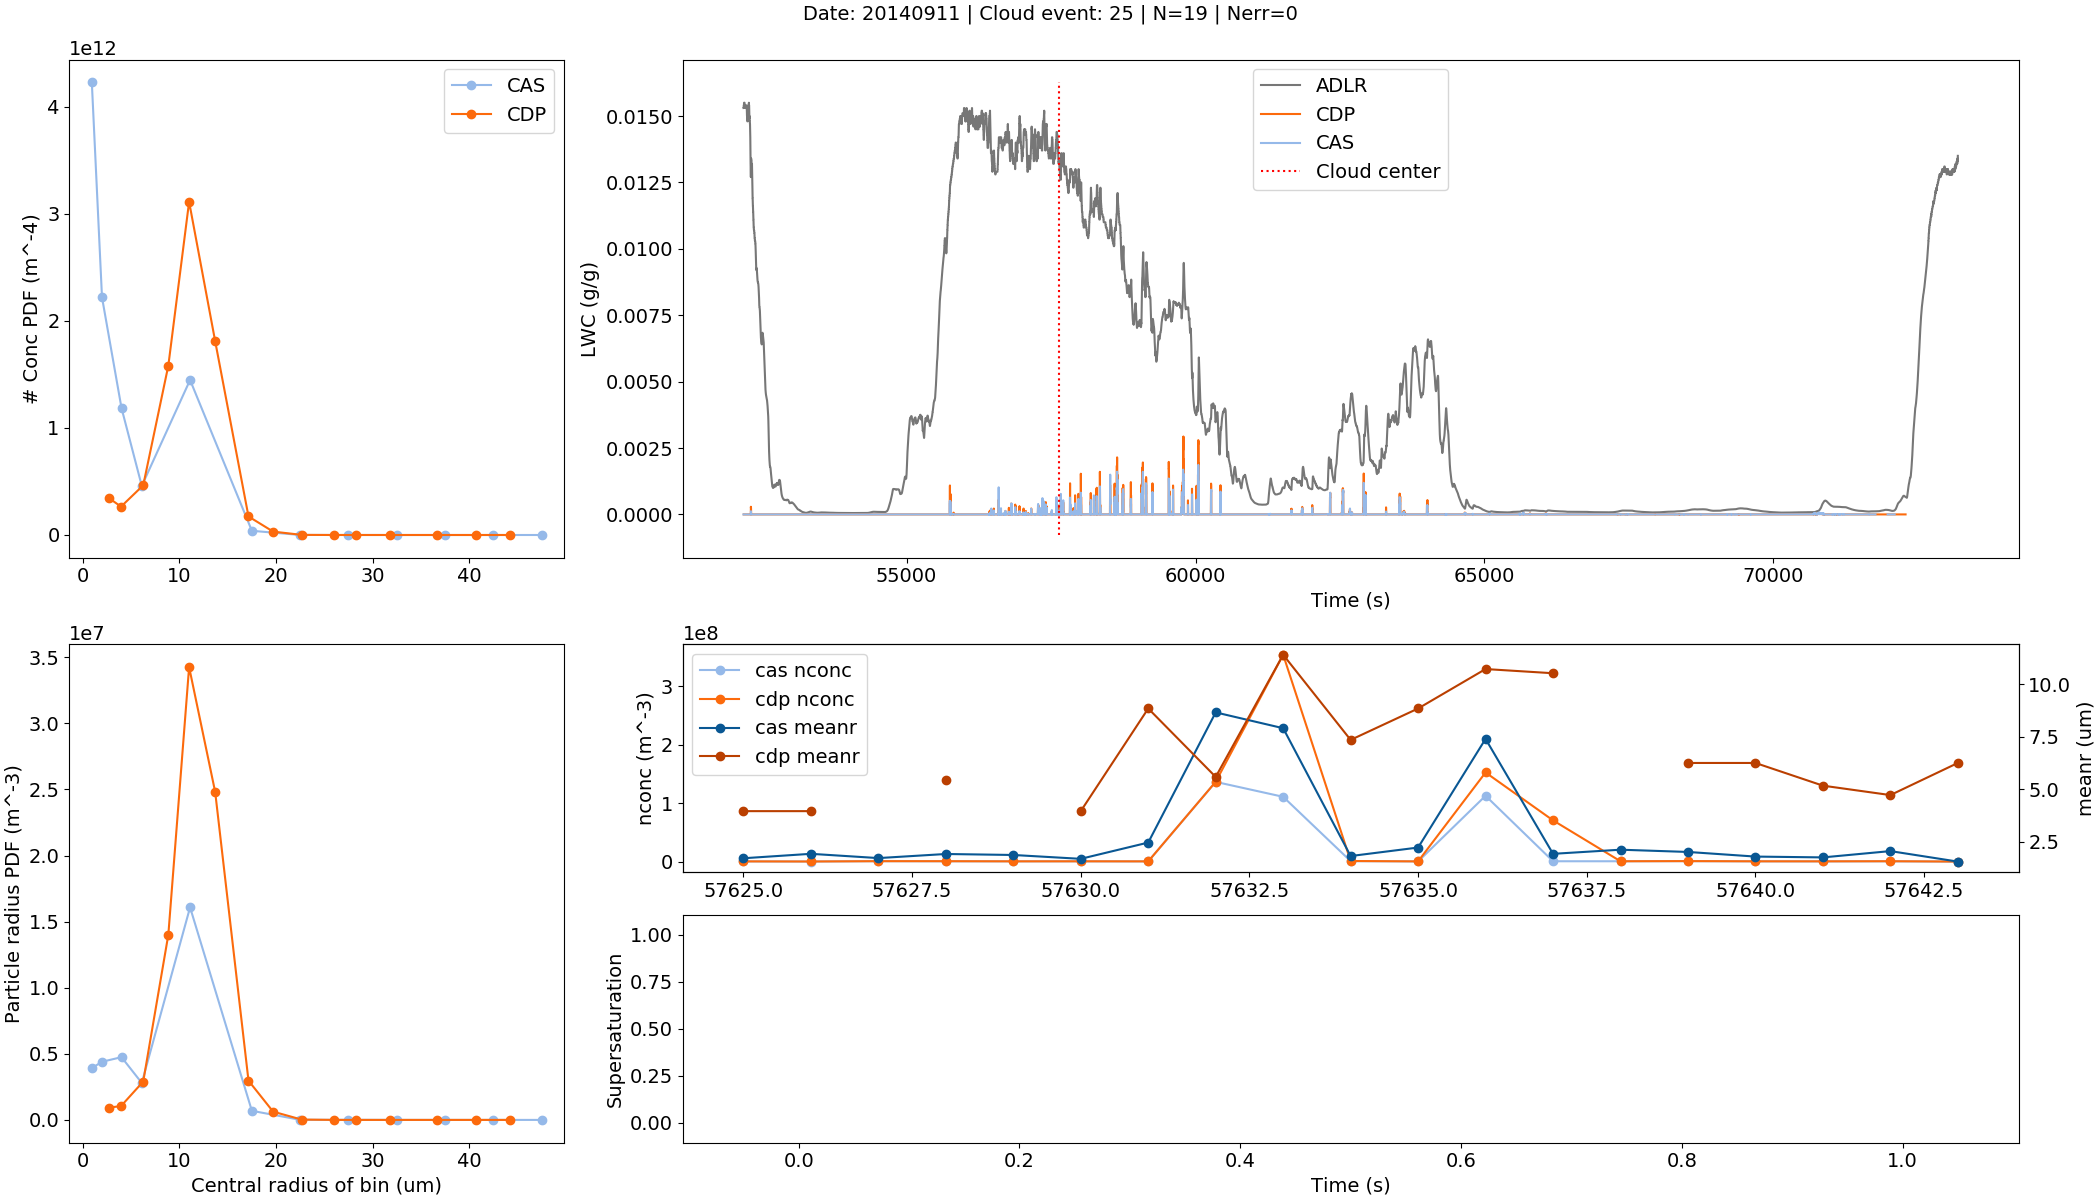 Date: 20140911 | Cloud event: 25 | N=19 | Nerr=0
1e12
# Conc PDF (m^-4)
4
3
2
1
0
CAS
CDP
0 10 20 30 40
LWC (g/g)
0.0150
0.0125
0.0100
0.0075
0.0050
0.0025
0.0000
ADLR
CDP
CAS
Cloud center
55000 60000 65000 70000
Time (s)
1e7
Particle radius PDF (m^-3)
3.5
3.0
2.5
2.0
1.5
1.0
0.5
0.0
0 10 20 30 40
Central radius of bin (um)
1e8
nconc (m^-3)
3
2
1
0
cas nconc
cdp nconc
cas meanr
cdp meanr
10.0
7.5
5.0
2.5
meanr (um)
57625.0 57627.5 57630.0 57632.5 57635.0 57637.5 57640.0 57642.5
Supersaturation
1.00
0.75
0.50
0.25
0.00
0.0 0.2 0.4 0.6 0.8 1.0
Time (s)